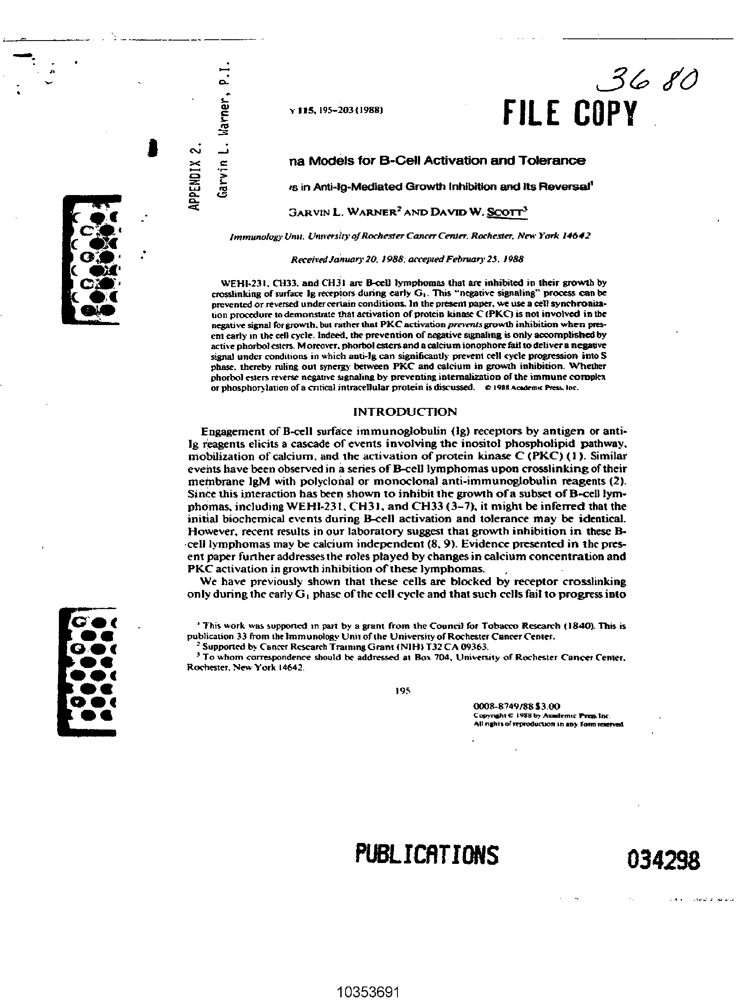 3680
FILE COPY
APPENDIX 2.
Garvin L. Warner, P.I.
Y 115, 195-203 (1988)
na Models for B-Cell Activation and Tolerance
rs in Anti-Ig-Mediated Growth Inhibition and Its Reversal¹
GARVIN L. WARNER² AND DAVID W. SCOTT³
Immunology Unit, University of Rochester Cancer Center, Rochester, New York 14642
Received January 20, 1988; accepted February 25, 1988
WEHI-231, CH33, and CH31 are B-cell lymphomas that are inhibited in their growth by
crosslinking of surface Ig receptors during early G₁. This "negative signaling" process can be
prevented or reversed under certain conditions. In the present paper, we use a cell synchroniza-
tion procedure to demonstrate that activation of protein kinase C (PKC) is not involved in the
negative signal for growth, but rather that PKC activation prevents growth inhibition when pres-
ent early in the cell cycle. Indeed, the prevention of negative signaling is only accomplished by
active phorbol esters. Moreover, phorbol esters and a calcium ionophore fail to deliver a negative
signal under conditions in which anti-Ig can significantly prevent cell cycle progression into S
phase, thereby ruling out synergy between PKC and calcium in growth inhibition. Whether
phorbol esters reverse negative signaling by preventing internalization of the immune complex
or phosphorylation of a critical intracellular protein is discussed. © 1988 Academic Press, Inc.
INTRODUCTION
Engagement of B-cell surface immunoglobulin (Ig) receptors by antigen or anti-
Ig reagents elicits a cascade of events involving the inositol phospholipid pathway,
mobilization of calcium, and the activation of protein kinase C (PKC) (1). Similar
events have been observed in a series of B-cell lymphomas upon crosslinking of their
membrane IgM with polyclonal or monoclonal anti-immunoglobulin reagents (2).
Since this interaction has been shown to inhibit the growth of a subset of B-cell lym-
phomas, including WEHI-231, CH31, and CH33 (3-7), it might be inferred that the
initial biochemical events during B-cell activation and tolerance may be identical.
However, recent results in our laboratory suggest that growth inhibition in these B-
cell lymphomas may be calcium independent (8, 9). Evidence presented in the pres-
ent paper further addresses the roles played by changes in calcium concentration and
PKC activation in growth inhibition of these lymphomas.
We have previously shown that these cells are blocked by receptor crosslinking
only during the early G₁ phase of the cell cycle and that such cells fail to progress into
¹ This work was supported in part by a grant from the Council for Tobacco Research (1840). This is
publication 33 from the Immunology Unit of the University of Rochester Cancer Center.
² Supported by Cancer Research Training Grant (NIH) T32 CA 09363.
³ To whom correspondence should be addressed at Box 704, University of Rochester Cancer Center,
Rochester, New York 14642.
195
0008-8749/88 $3.00
Copyright © 1988 by Academic Press, Inc.
All rights of reproduction in any form reserved.
PUBLICATIONS
034298
10353691